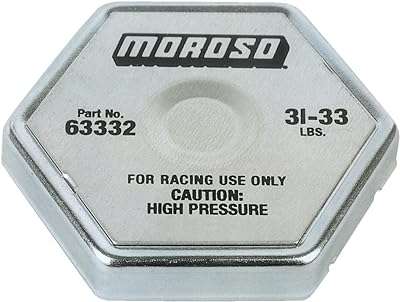 MOROSO
Part No.
63332
31-33
LBS.
FOR RACING USE ONLY
CAUTION:
HIGH PRESSURE